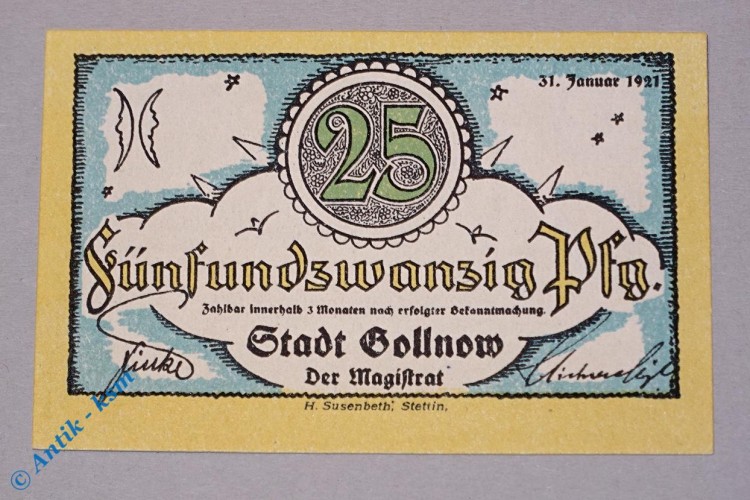 31. Januar 1921
25
Fünfundzwanzig Pfg.
Zahlbar innerhalb 3 Monaten nach erfolgter Bekanntmachung.
Stadt Gollnow
Der Magistrat
H. Susenbeth, Stettin.
© Antik - ksm